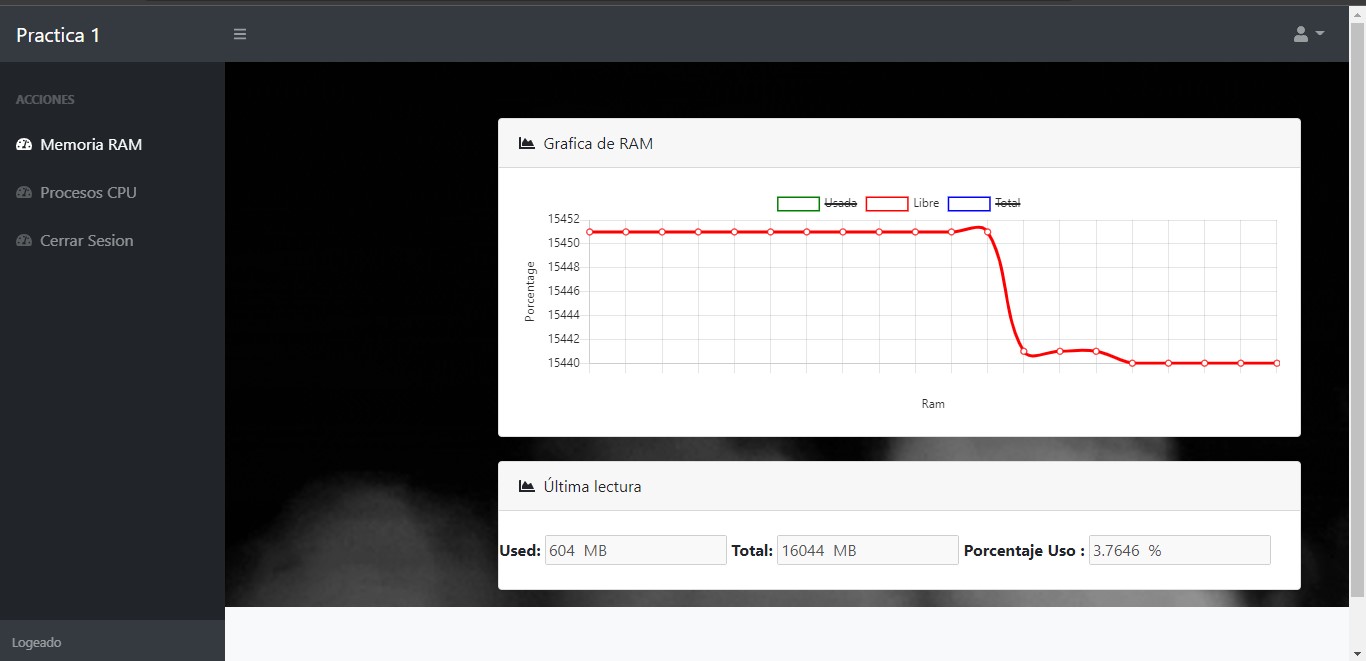 Practica 1
ACCIONES
Memoria RAM
Procesos CPU
Cerrar Sesion
Logeado
Grafica de RAM
Usada Libre Total
15452
15450
15448
15446
15444
15442
15440
Porcentage
Ram
Última lectura
Used: 604 MB Total: 16044 MB Porcentaje Uso : 3.7646 %